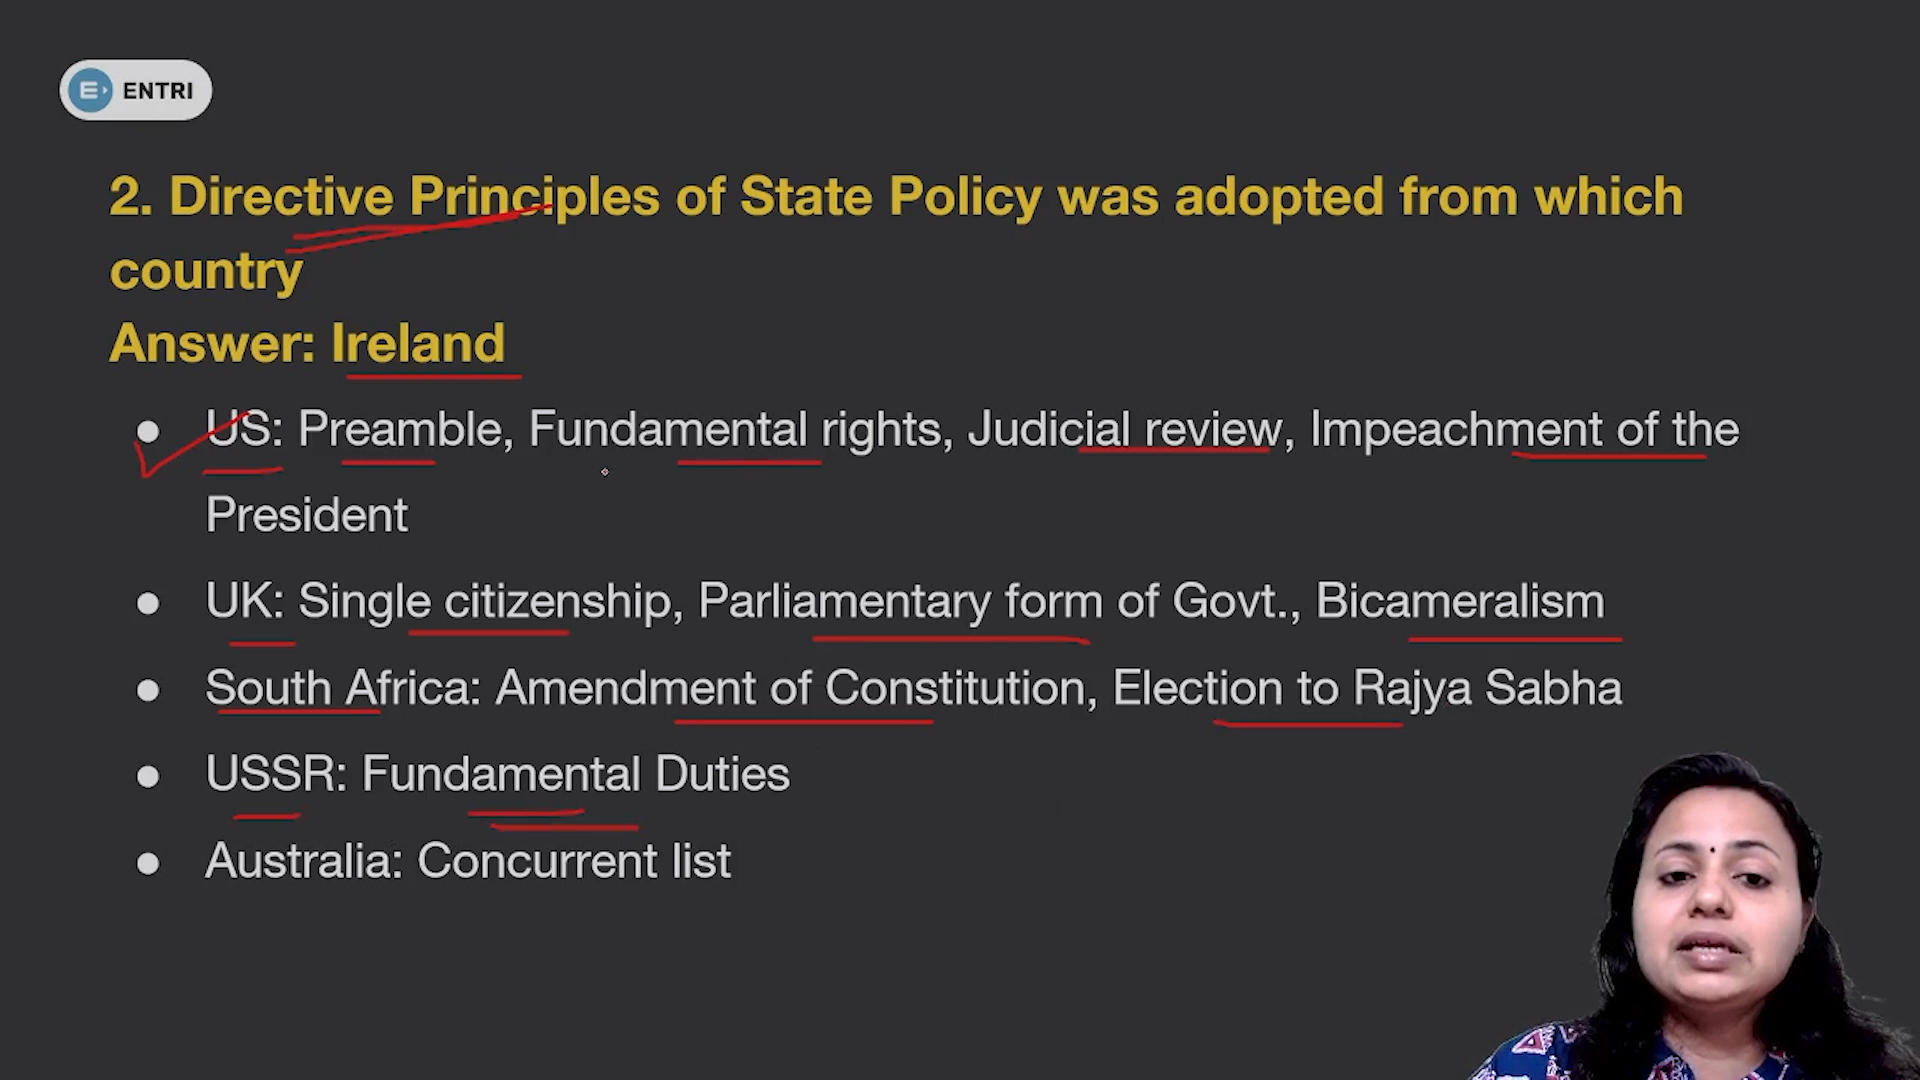 ENTRI
2. Directive Principles of State Policy was adopted from which
country
Answer: Ireland
● US: Preamble, Fundamental rights, Judicial review, Impeachment of the
President
● UK: Single citizenship, Parliamentary form of Govt., Bicameralism
● South Africa: Amendment of Constitution, Election to Rajya Sabha
● USSR: Fundamental Duties
● Australia: Concurrent list